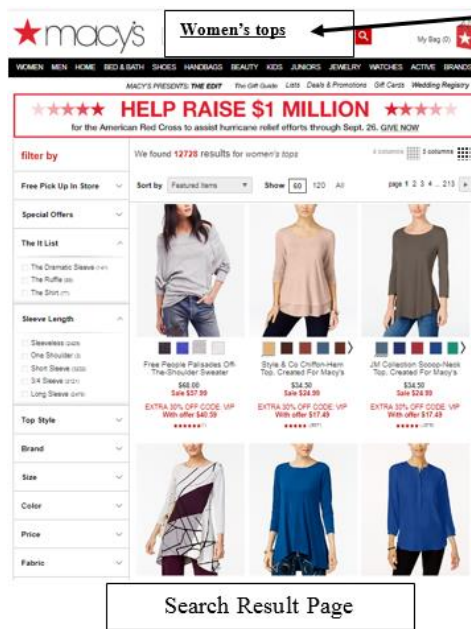 macy's
Women's tops
My Bag (0)
WOMEN MEN HOME BED & BATH SHOES HANDBAGS BEAUTY KIDS JUNIORS JEWELRY WATCHES ACTIVE BRANDS
MACY'S PRESENTS: THE EDIT The Gift Guide Lists Deals & Promotions Gift Cards Wedding Registry
HELP RAISE $1 MILLION
for the American Red Cross to assist hurricane relief efforts through Sept. 26. GIVE NOW
filter by
We found 12728 results for women's tops
4 columns 5 columns
Free Pick Up In Store
Sort by Featured Items Show 60 120 All page 1 2 3 4 .. 213
Special Offers
The It List
The Dramatic Sleeve
The Ruffle
The Shirt
Sleeve Length
Sleeveless
One Shoulder
Short Sleeve
3/4 Sleeve
Long Sleeve
Top Style
Brand
Size
Color
Price
Fabric
Free People Palisades Off-
The-Shoulder Sweater
$68.00
Sale $57.99
EXTRA 30% OFF CODE: VIP
With offer $40.59
Style & Co Chiffon-Hem
Top, Created For Macy's
$34.50
Sale $24.99
EXTRA 30% OFF CODE: VIP
With offer $17.49
JM Collection Scoop-Neck
Top, Created For Macy's
$34.50
Sale $24.99
EXTRA 30% OFF CODE: VIP
With offer $17.49
Search Result Page